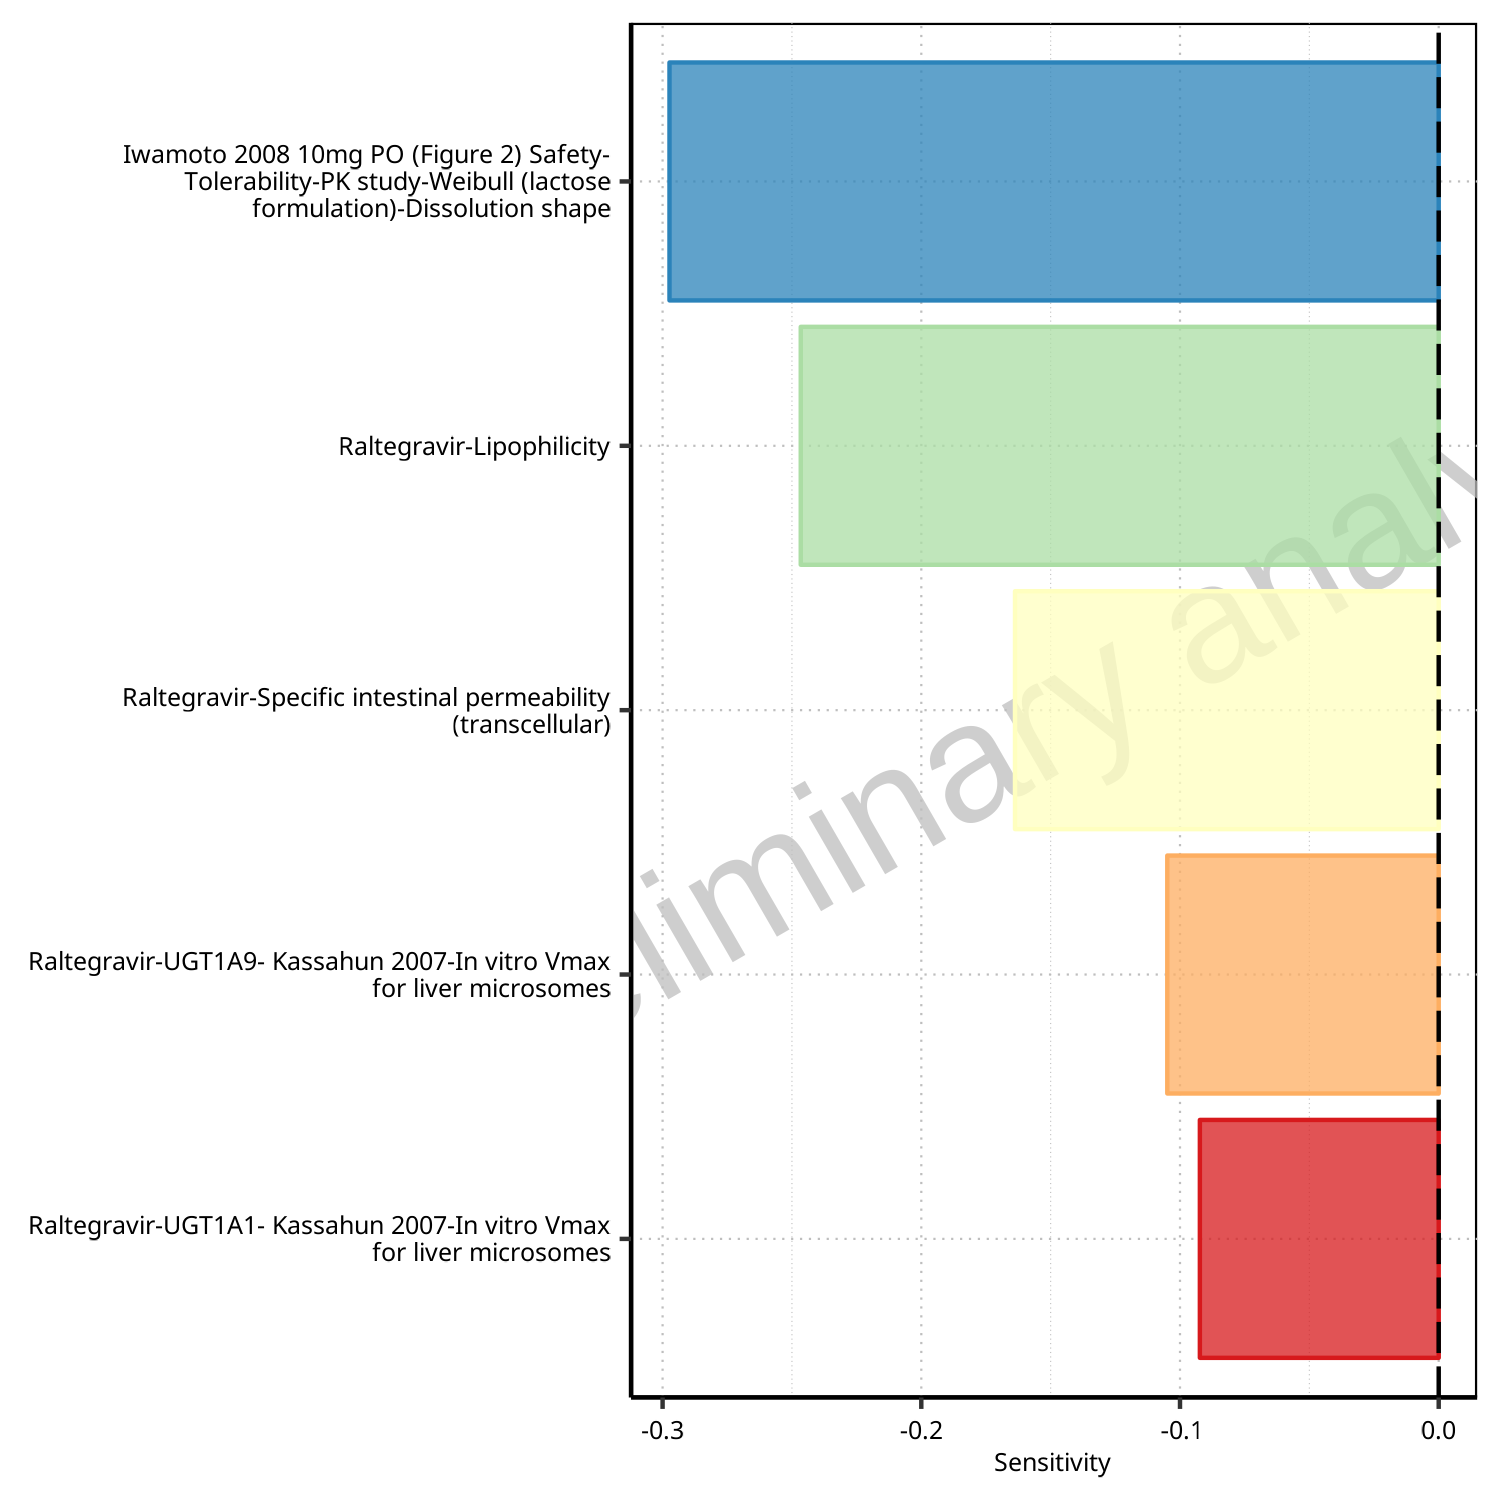 Iwamoto 2008 10mg PO (Figure 2) Safety-
Tolerability-PK study-Weibull (lactose
formulation)-Dissolution shape
Raltegravir-Lipophilicity
Raltegravir-Specific intestinal permeability
(transcellular)
Raltegravir-UGT1A9- Kassahun 2007-In vitro Vmax
for liver microsomes
Raltegravir-UGT1A1- Kassahun 2007-In vitro Vmax
for liver microsomes
-0.3 -0.2 -0.1 0.0
Sensitivity